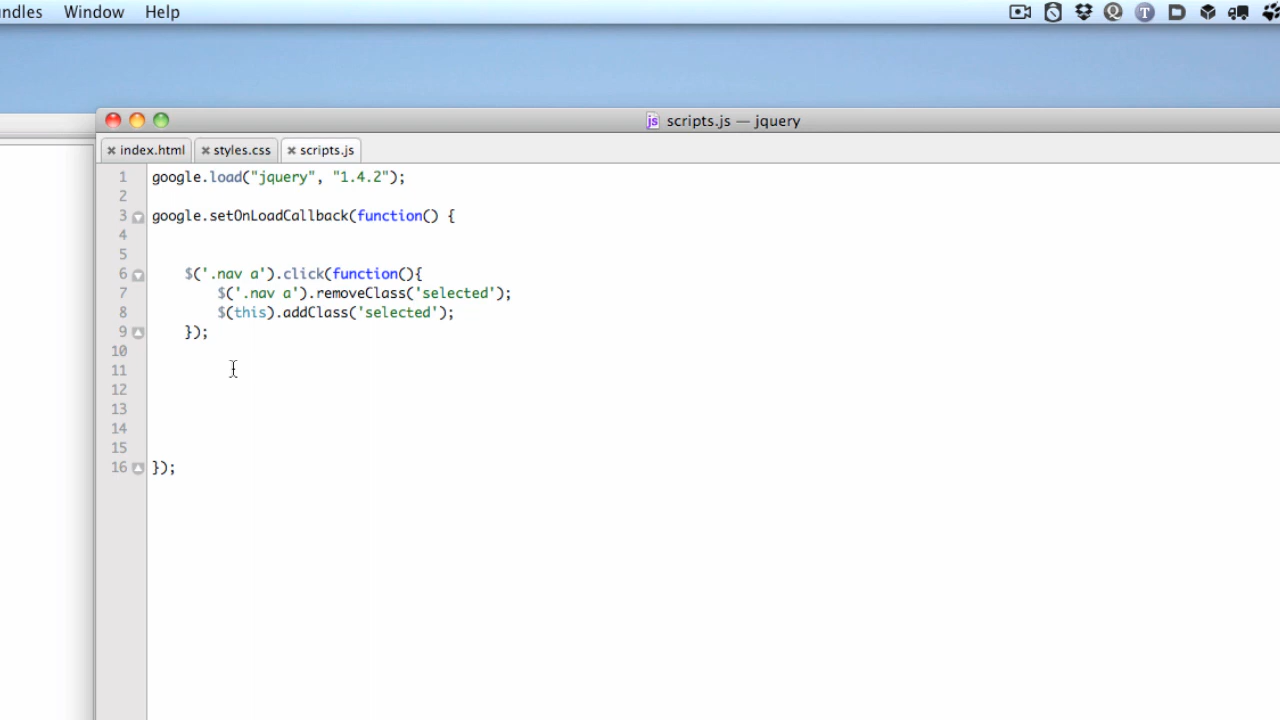 ndles Window Help
js scripts.js — jquery
index.html styles.css scripts.js
1 google.load("jquery", "1.4.2");
2
3 google.setOnLoadCallback(function() {
4
5
6 $('.nav a').click(function(){
7 $('.nav a').removeClass('selected');
8 $(this).addClass('selected');
9 });
10
11
12
13
14
15
16 });